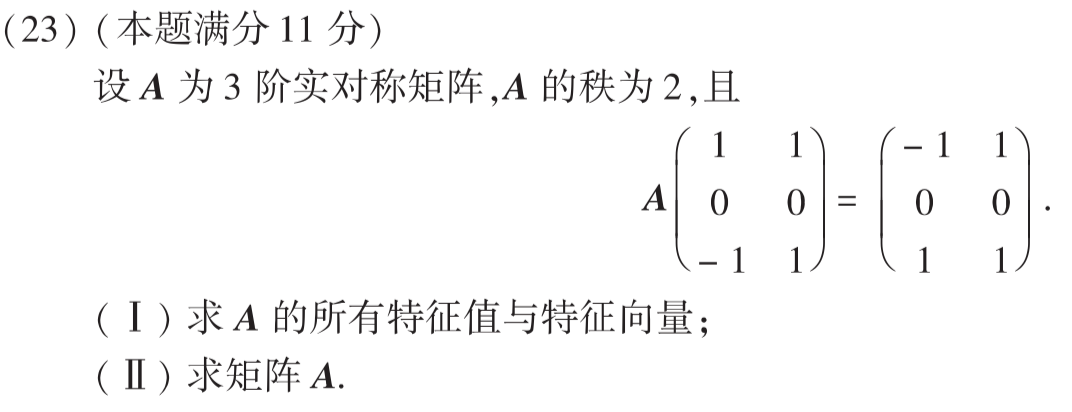 (23)(本题满分 11 分)
设 A 为 3 阶实对称矩阵,A 的秩为 2,且
A
1 1
0 0
-1 1
=
-1 1
0 0
1 1
.
(Ⅰ)求 A 的所有特征值与特征向量;
(Ⅱ)求矩阵 A.